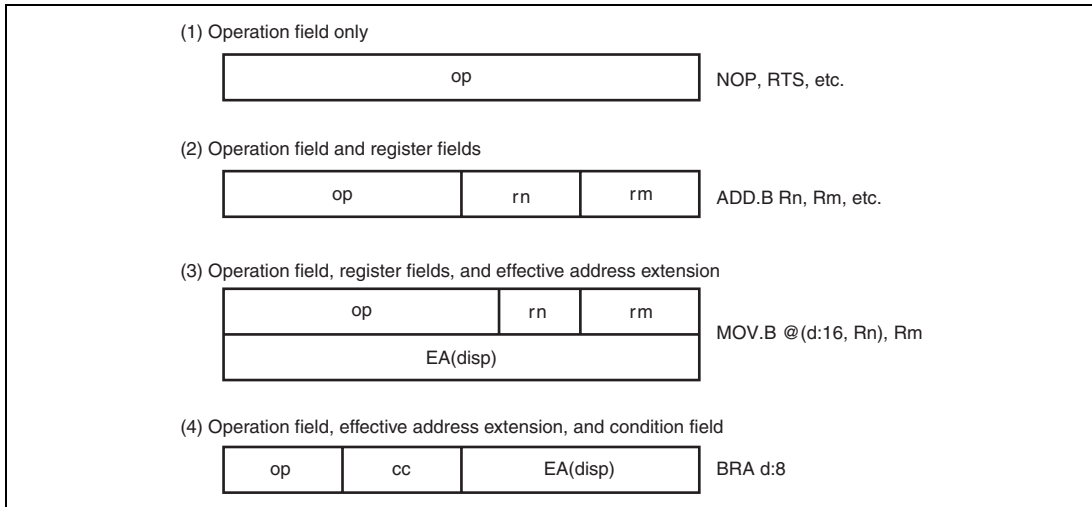 (1) Operation field only
op
NOP, RTS, etc.
(2) Operation field and register fields
op rn rm
ADD.B Rn, Rm, etc.
(3) Operation field, register fields, and effective address extension
op rn rm
EA(disp)
MOV.B @(d:16, Rn), Rm
(4) Operation field, effective address extension, and condition field
op cc EA(disp)
BRA d:8